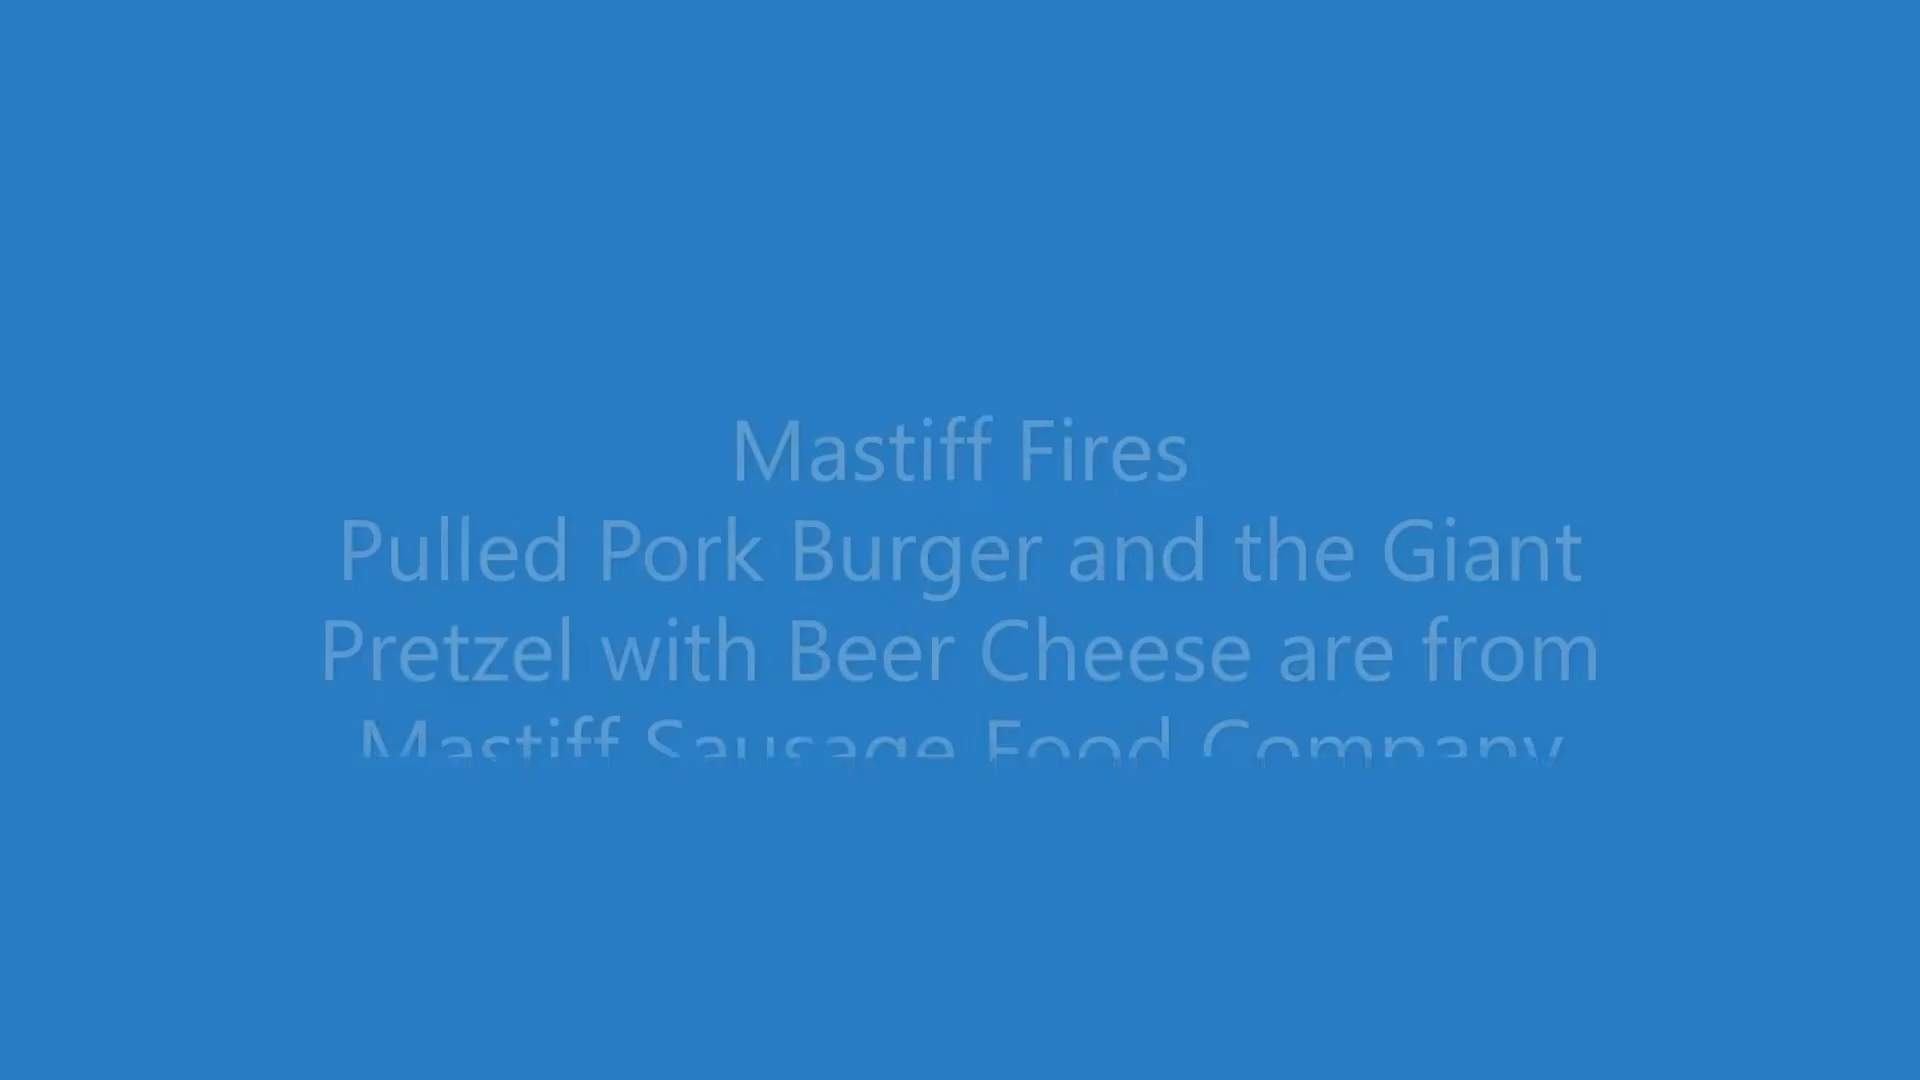 Mastiff Fires
Pulled Pork Burger and the Giant
Pretzel with Beer Cheese are from
Mastiff Sausage Food Company